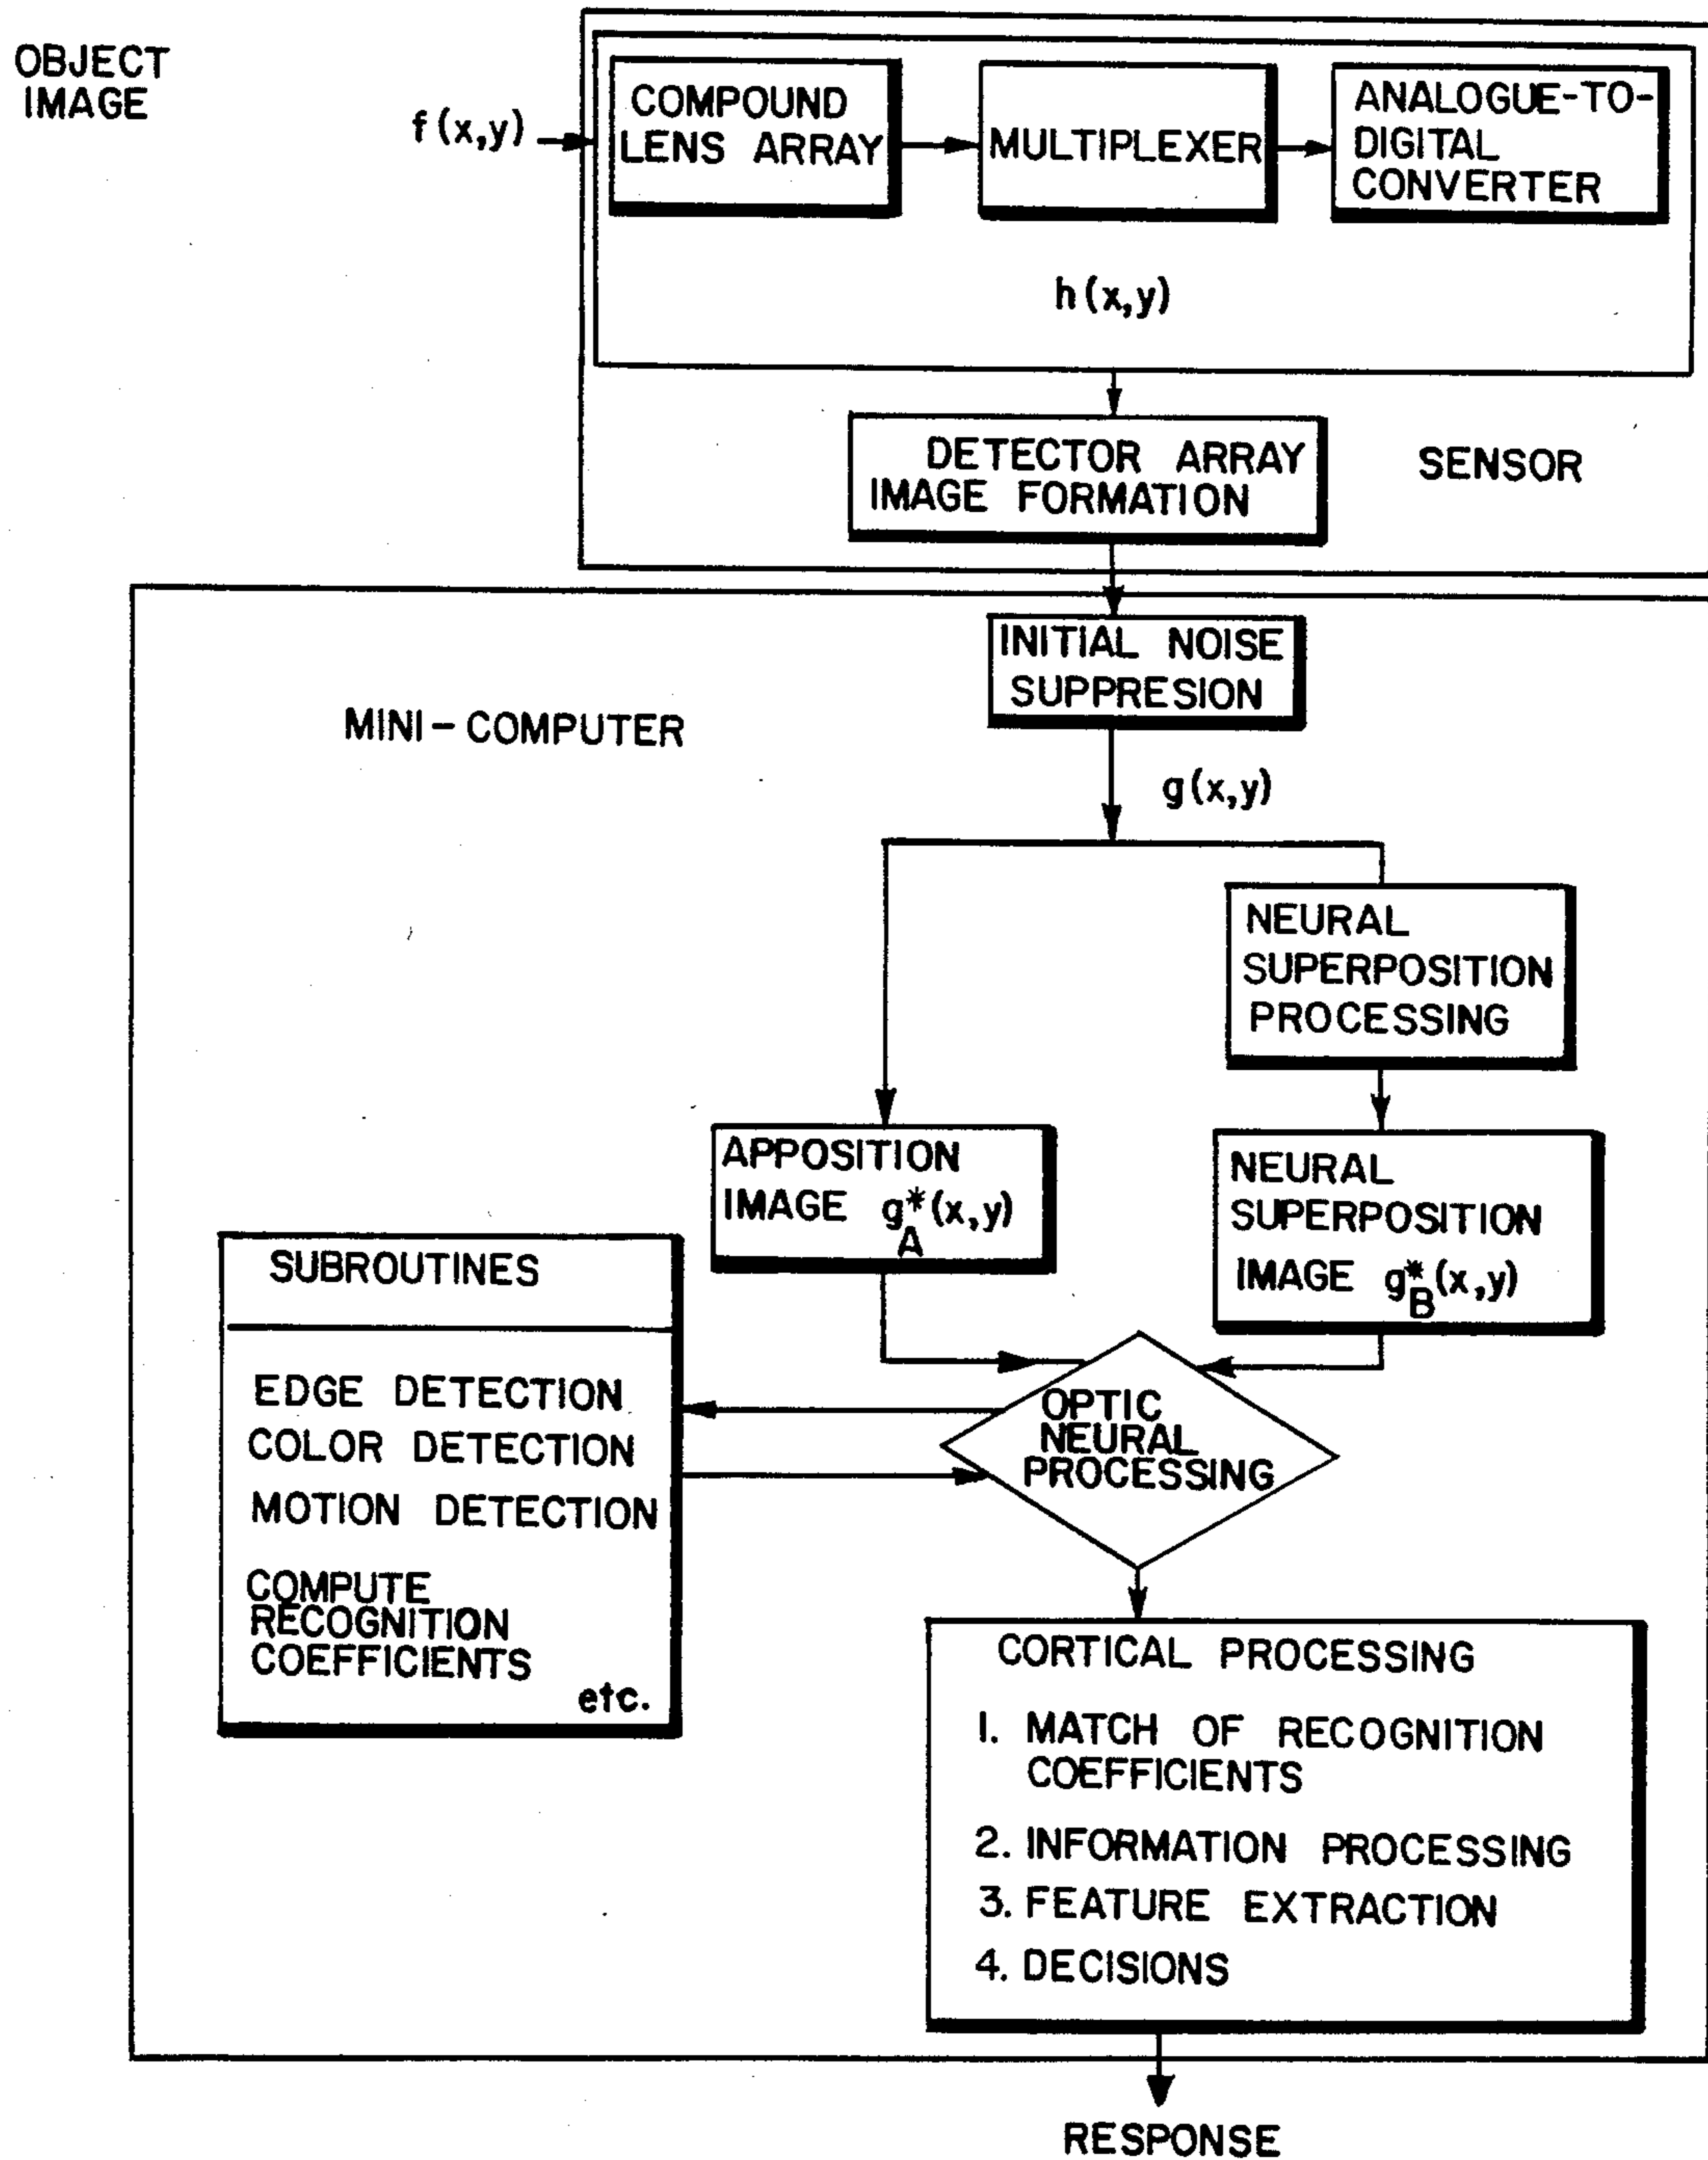 OBJECT
IMAGE
f(x,y)
COMPOUND
LENS ARRAY
MULTIPLEXER
ANALOGUE-TO-
DIGITAL
CONVERTER
h(x,y)
DETECTOR ARRAY
IMAGE FORMATION
SENSOR
INITIAL NOISE
SUPPRESION
MINI-COMPUTER
g(x,y)
NEURAL
SUPERPOSITION
PROCESSING
APPOSITION
IMAGE g*A(x,y)
NEURAL
SUPERPOSITION
IMAGE g*B(x,y)
SUBROUTINES
EDGE DETECTION
COLOR DETECTION
MOTION DETECTION
COMPUTE
RECOGNITION
COEFFICIENTS
etc.
OPTIC
NEURAL
PROCESSING
CORTICAL PROCESSING
1. MATCH OF RECOGNITION
COEFFICIENTS
2. INFORMATION PROCESSING
3. FEATURE EXTRACTION
4. DECISIONS
RESPONSE